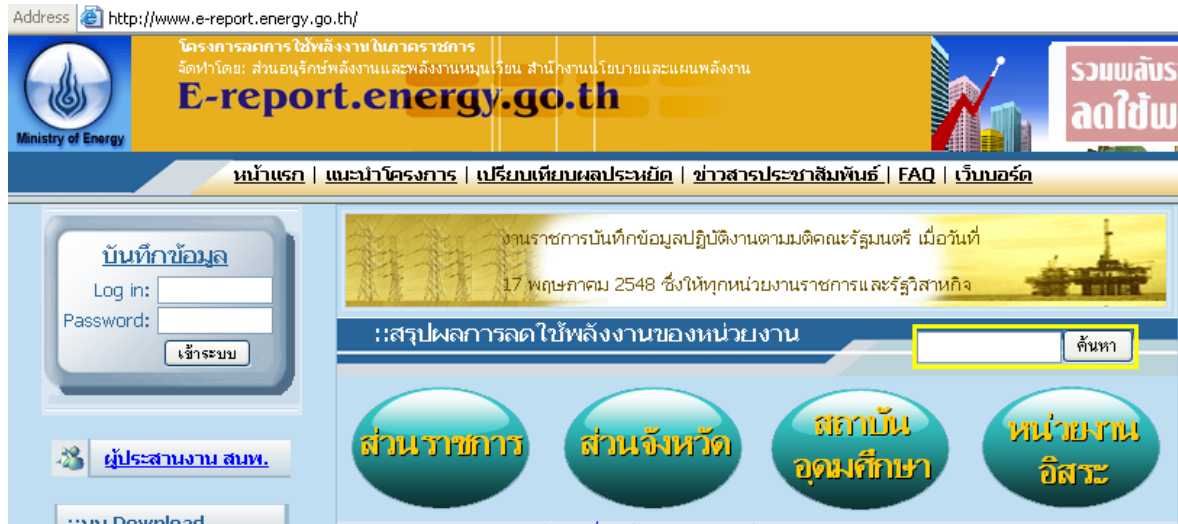 Address http://www.e-report.energy.go.th/
โครงการลดการใช้พลังงานในภาคราชการ
จัดทำโดย: ส่วนอนุรักษ์พลังงานและพลังงานหมุนเวียน สำนักงานนโยบายและแผนพลังงาน
E-report.energy.go.th
Ministry of Energy
รวมพลัง
ลดใช้
หน้าแรก | แนะนำโครงการ | เปรียบเทียบผลประหยัด | ข่าวสารประชาสัมพันธ์ | FAQ | เว็บบอร์ด
บันทึกข้อมูล
Log in:
Password:
เข้าระบบ
งานราชการบันทึกข้อมูลปฏิบัติงานตามมติคณะรัฐมนตรี เมื่อวันที่
17 พฤษภาคม 2548 ซึ่งให้ทุกหน่วยงานราชการและรัฐวิสาหกิจ
::สรุปผลการลดใช้พลังงานของหน่วยงาน
ค้นหา
ส่วนราชการ
ส่วนจังหวัด
สถาบัน
อุดมศึกษา
หน่วยงาน
อิสระ
ผู้ประสานงาน สนพ.
Download